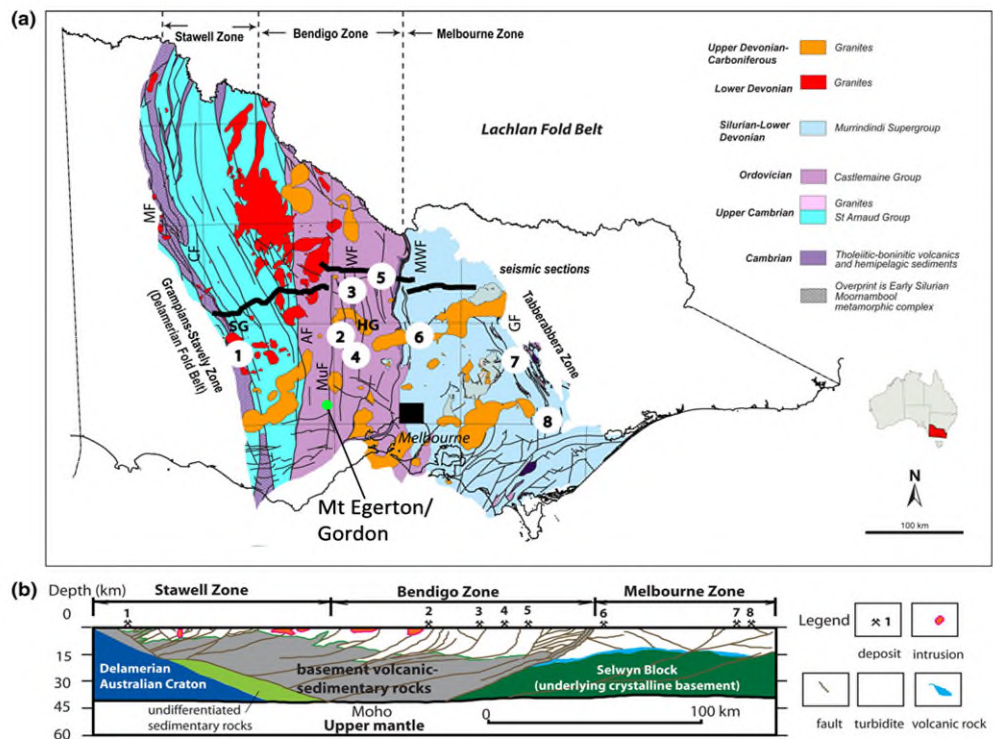 (a)
Stawell Zone
Bendigo Zone
Melbourne Zone
Lachlan Fold Belt
Upper Devonian-
Carboniferous
Granites
Lower Devonian
Granites
Silurian-Lower
Devonian
Murrindindi Supergroup
Ordovician
Castlemaine Group
Upper Cambrian
Granites
St Arnaud Group
Cambrian
Tholeiitic-boninitic volcanics
and hemipelagic sediments
Overprint is Early Silurian
Moornambool
metamorphic complex
MF
CF
AF
MuF
WF
MWF
GF
SG
HG
seismic sections
Grampians-Stavely Zone
(Delamerian Fold Belt)
Tabberabbera Zone
1
2
3
4
5
6
7
8
Melbourne
Mt Egerton/
Gordon
N
100 km
(b)
Depth (km)
Stawell Zone
Bendigo Zone
Melbourne Zone
0
15
30
45
60
1
2
3
4
5
6
7
8
Delamerian
Australian Craton
basement volcanic-
sedimentary rocks
Selwyn Block
(underlying crystalline basement)
undifferentiated
sedimentary rocks
Moho
Upper mantle
0
100 km
Legend
1
deposit
intrusion
fault
turbidite
volcanic rock